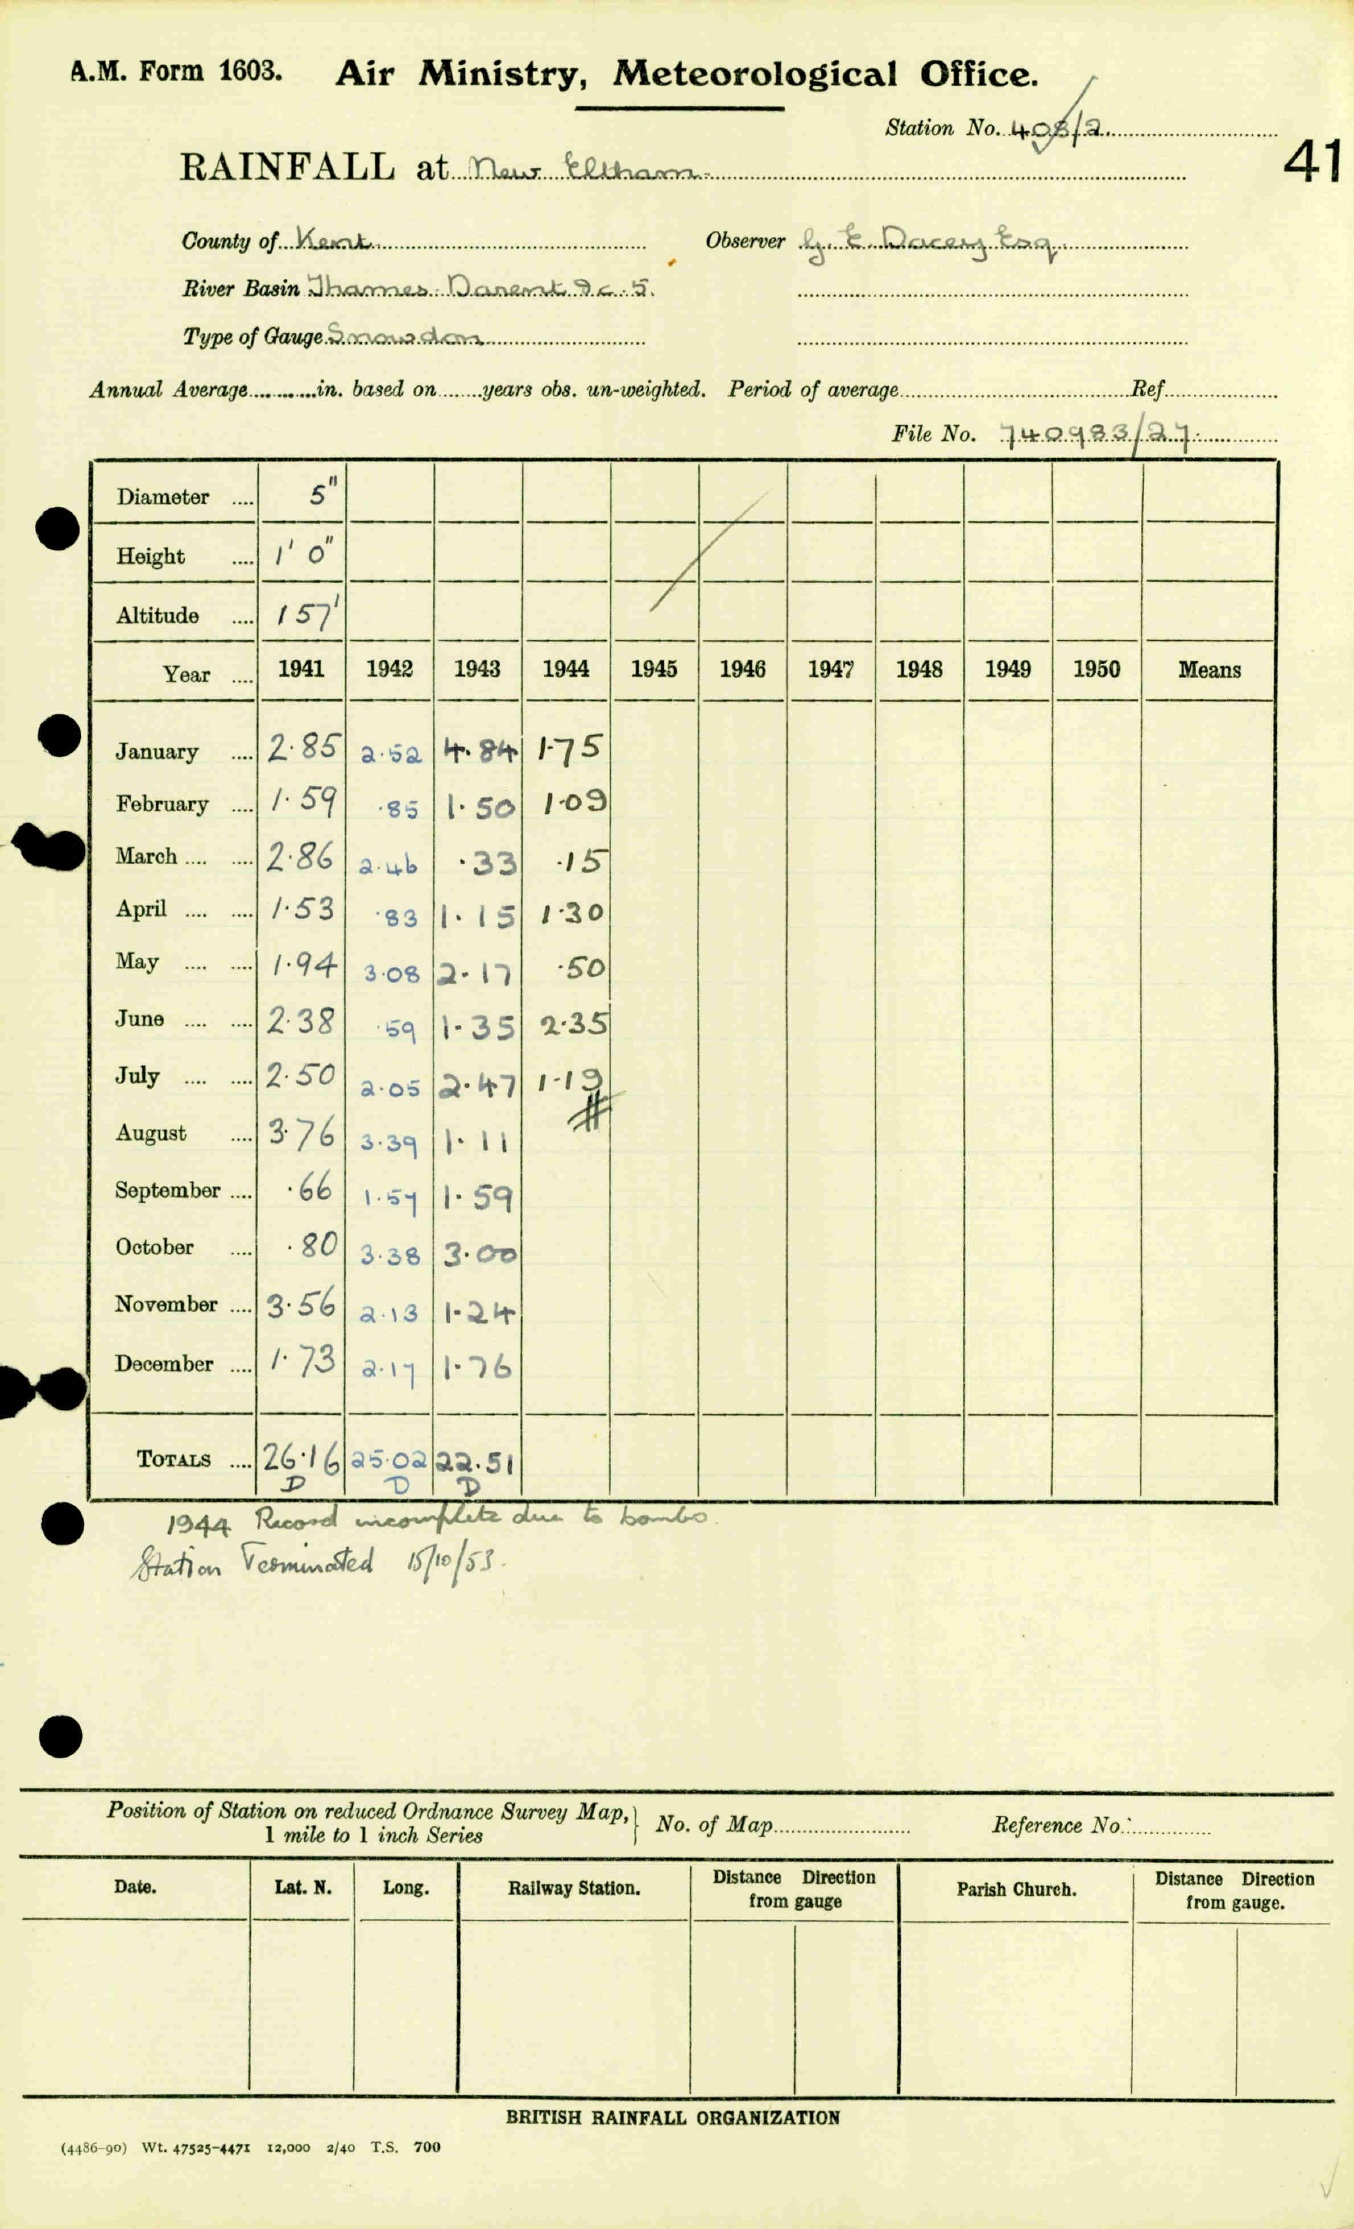 A.M. Form 1603. Air Ministry, Meteorological Office.
Station No. 408/2
41
RAINFALL at New Eltham
County of Kent Observer G. E. Dacey Esq
River Basin Thames. Darent &c. 5.
Type of Gauge Snowdon
Annual Average...........in. based on........years obs. un-weighted. Period of average.......................................Ref...................
File No. 740983/27
Diameter .... 5"
Height .... 1' 0"
Altitude .... 157'
Year .... 1941 1942 1943 1944 1945 1946 1947 1948 1949 1950 Means
January .... 2.85 2.52 4.84 1.75
February .... 1.59 .85 1.50 1.09
March .... .... 2.86 2.46 .33 .15
April .... .... 1.53 .83 1.15 1.30
May .... .... 1.94 3.08 2.17 .50
June .... .... 2.38 .59 1.35 2.35
July .... .... 2.50 2.05 2.47 1.19
August .... 3.76 3.39 1.11
September .... .66 1.57 1.59
October .... .80 3.38 3.00
November .... 3.56 2.13 1.24
December .... 1.73 2.17 1.76
TOTALS .... 26.16 25.02 22.51
D D D
1944 Record incomplete due to bombs.
Station Terminated 15/10/53.
Position of Station on reduced Ordnance Survey Map, 1 mile to 1 inch Series } No. of Map....................... Reference No...............
Date. Lat. N. Long. Railway Station. Distance Direction from gauge Parish Church. Distance Direction from gauge.
BRITISH RAINFALL ORGANIZATION
(4486-90) Wt. 47525-4471 12,000 2/40 T.S. 700